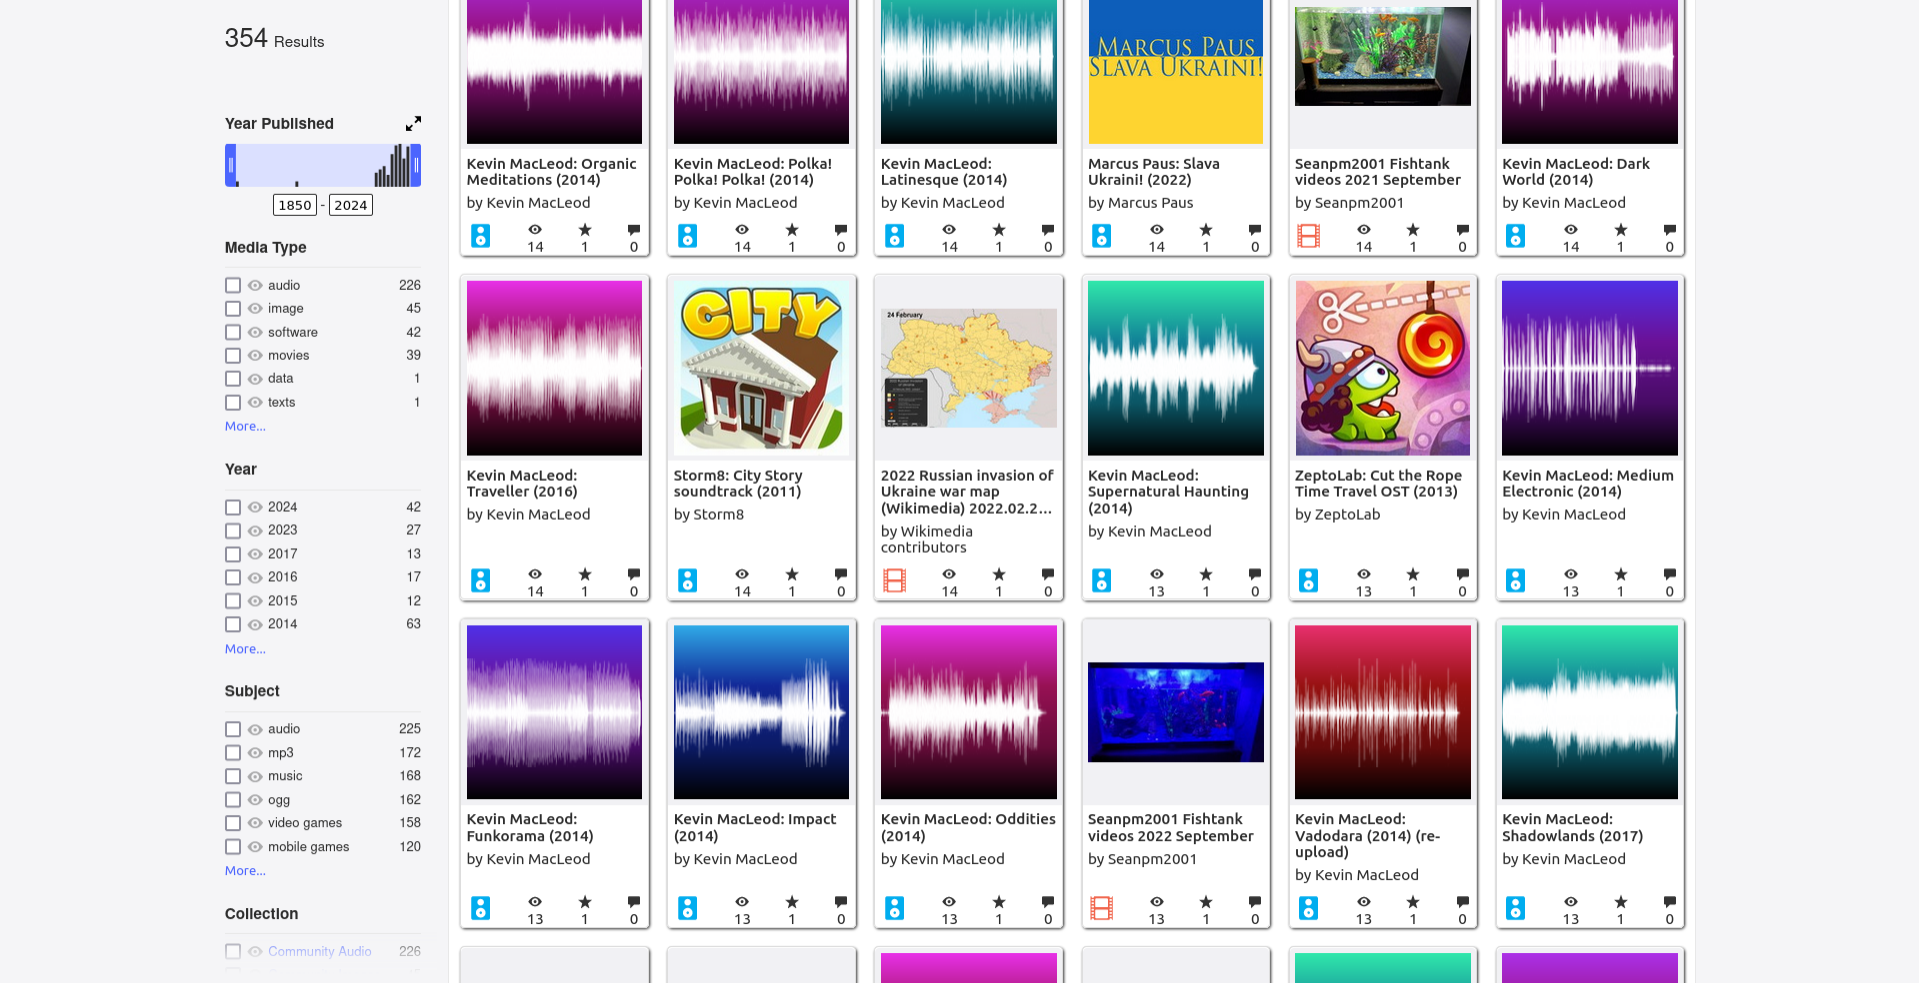 354 Results
Year Published
1850 - 2024
Media Type
audio 226
image 45
software 42
movies 39
data 1
texts 1
More...
Year
2024 42
2023 27
2017 13
2016 17
2015 12
2014 63
More...
Subject
audio 225
mp3 172
music 168
ogg 162
video games 158
mobile games 120
More...
Collection
Community Audio 226
Kevin MacLeod: Organic
Meditations (2014)
by Kevin MacLeod
14 1 0
Kevin MacLeod: Polka!
Polka! Polka! (2014)
by Kevin MacLeod
14 1 0
Kevin MacLeod:
Latinesque (2014)
by Kevin MacLeod
14 1 0
MARCUS PAUS
SLAVA UKRAINI!
Marcus Paus: Slava
Ukraini! (2022)
by Marcus Paus
14 1 0
Seanpm2001 Fishtank
videos 2021 September
by Seanpm2001
14 1 0
Kevin MacLeod: Dark
World (2014)
by Kevin MacLeod
14 1 0
Kevin MacLeod:
Traveller (2016)
by Kevin MacLeod
14 1 0
CITY
Storm8: City Story
soundtrack (2011)
by Storm8
14 1 0
24 February
2022 Russian invasion of
Ukraine war map
(Wikimedia) 2022.02.2...
by Wikimedia
contributors
14 1 0
Kevin MacLeod:
Supernatural Haunting
(2014)
by Kevin MacLeod
13 1 0
ZeptoLab: Cut the Rope
Time Travel OST (2013)
by ZeptoLab
13 1 0
Kevin MacLeod: Medium
Electronic (2014)
by Kevin MacLeod
13 1 0
Kevin MacLeod:
Funkorama (2014)
by Kevin MacLeod
13 1 0
Kevin MacLeod: Impact
(2014)
by Kevin MacLeod
13 1 0
Kevin MacLeod: Oddities
(2014)
by Kevin MacLeod
13 1 0
Seanpm2001 Fishtank
videos 2022 September
by Seanpm2001
13 1 0
Kevin MacLeod:
Vadodara (2014) (re-
upload)
by Kevin MacLeod
13 1 0
Kevin MacLeod:
Shadowlands (2017)
by Kevin MacLeod
13 1 0